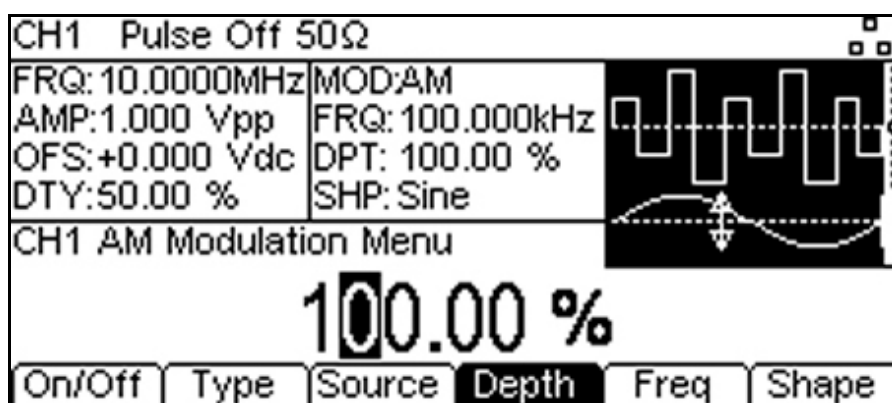 CH1 Pulse Off 50Ω
FRQ:10.0000MHz
AMP:1.000 Vpp
OFS:+0.000 Vdc
DTY:50.00 %
MOD:AM
FRQ:100.000kHz
DPT: 100.00 %
SHP: Sine
CH1 AM Modulation Menu
100.00 %
On/Off Type Source Depth Freq Shape